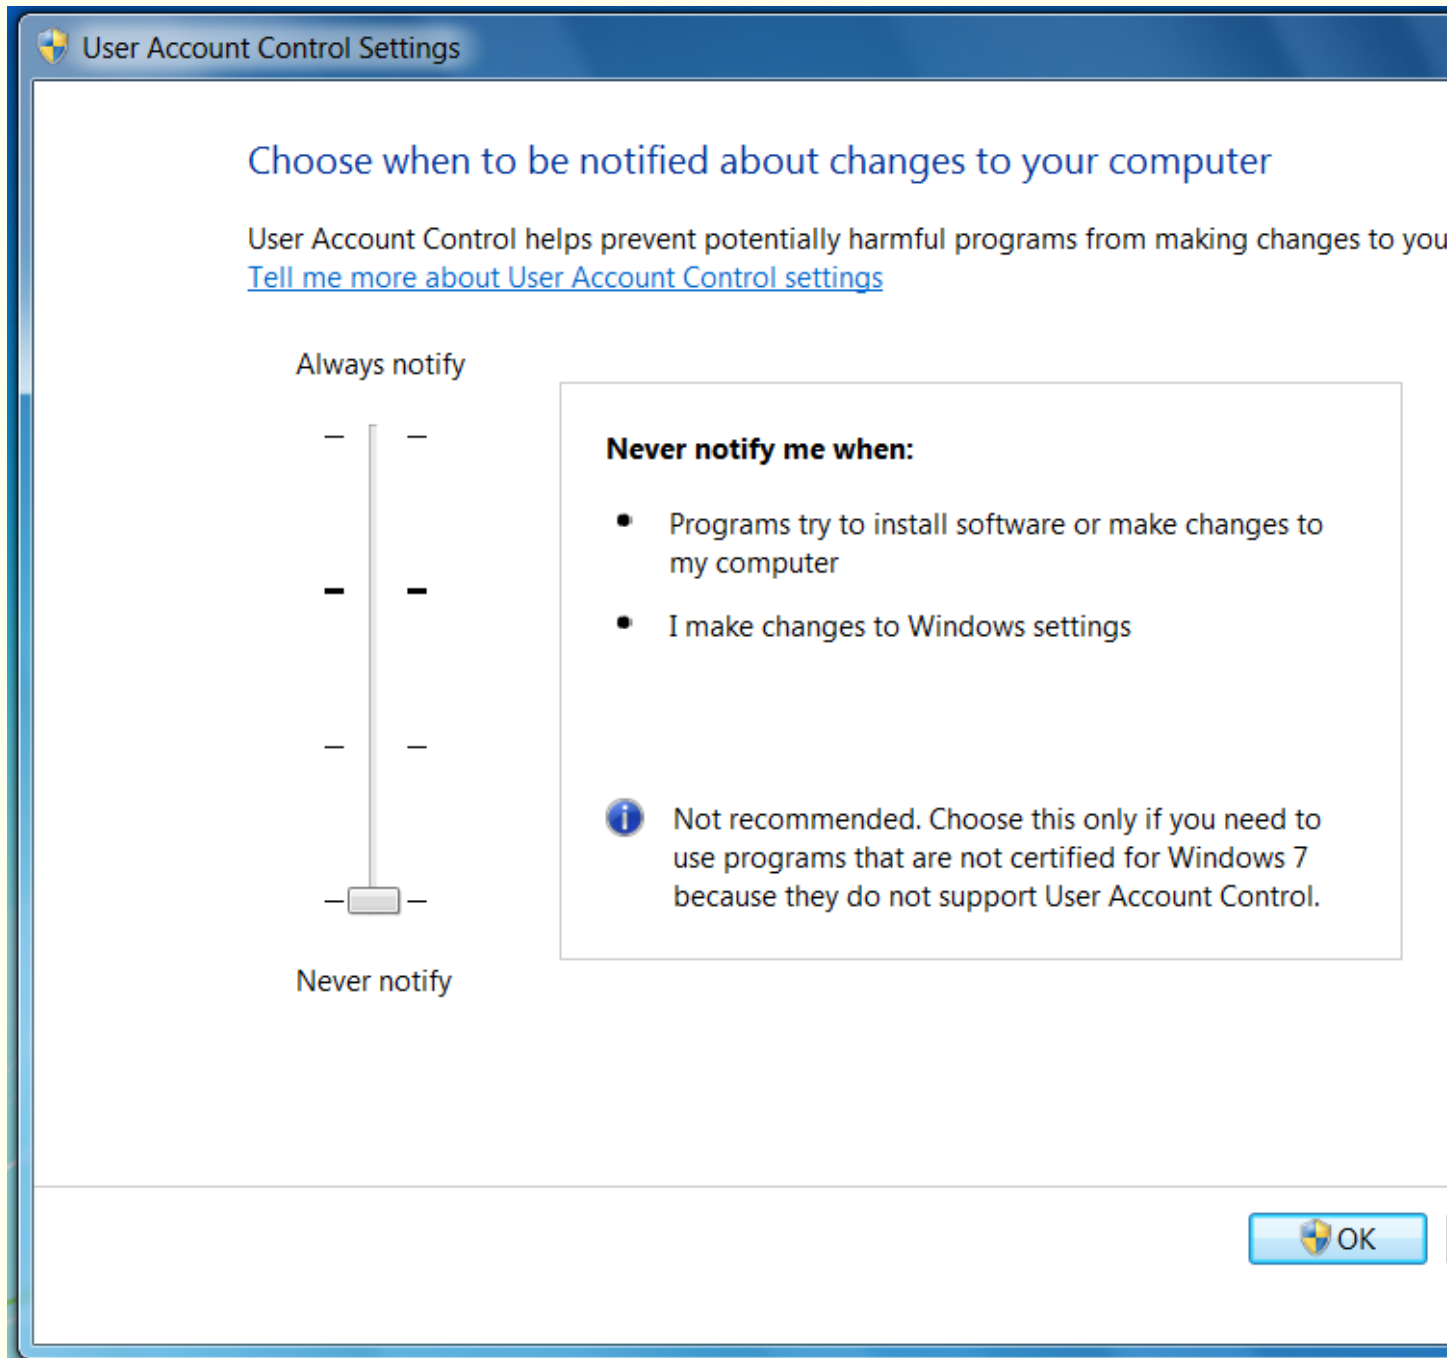 User Account Control Settings
Choose when to be notified about changes to your computer
User Account Control helps prevent potentially harmful programs from making changes to you
Tell me more about User Account Control settings
Always notify
Never notify me when:
Programs try to install software or make changes to
my computer
I make changes to Windows settings
Not recommended. Choose this only if you need to
use programs that are not certified for Windows 7
because they do not support User Account Control.
Never notify
OK